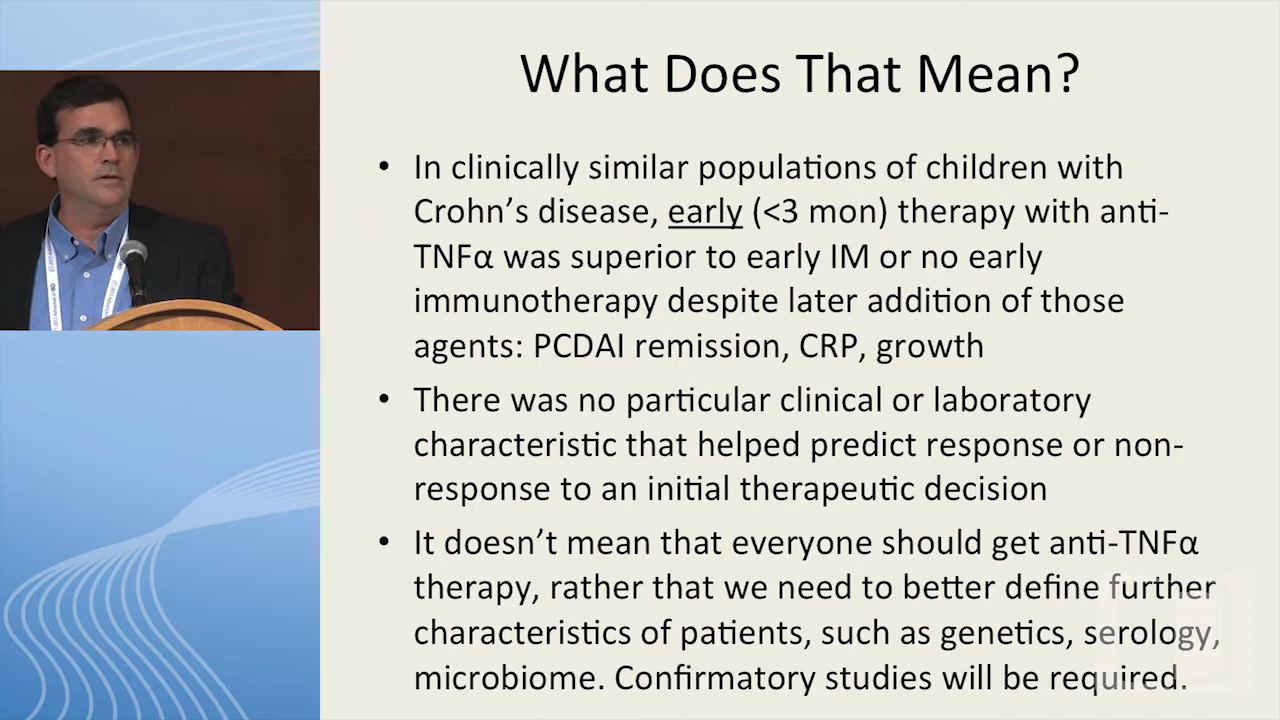 What Does That Mean?
• In clinically similar populations of children with
Crohn's disease, early (<3 mon) therapy with anti-
TNFα was superior to early IM or no early
immunotherapy despite later addition of those
agents: PCDAI remission, CRP, growth
• There was no particular clinical or laboratory
characteristic that helped predict response or non-
response to an initial therapeutic decision
• It doesn't mean that everyone should get anti-TNFα
therapy, rather that we need to better define further
characteristics of patients, such as genetics, serology,
microbiome. Confirmatory studies will be required.